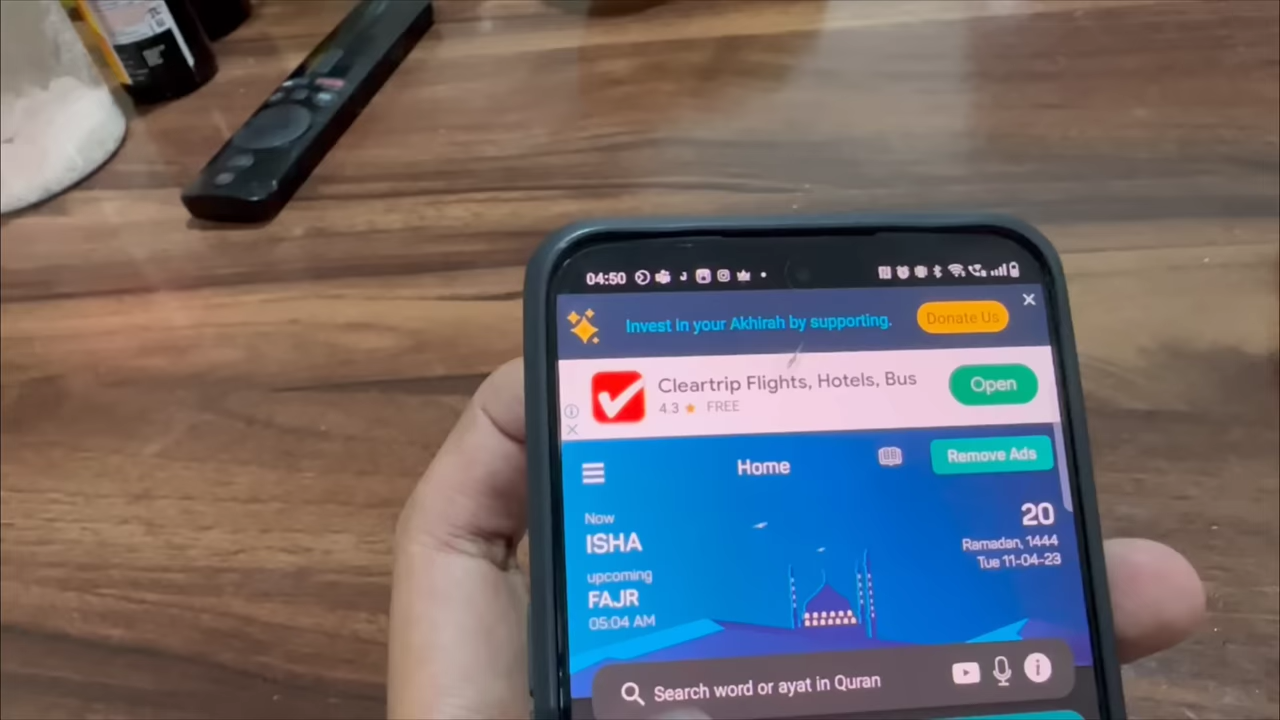 04:50
Invest in your Akhirah by supporting.
Donate Us
Cleartrip Flights, Hotels, Bus
4.3 ★ FREE
Open
Home
Remove Ads
Now
ISHA
upcoming
FAJR
05:04 AM
20
Ramadan, 1444
Tue 11-04-23
Search word or ayat in Quran